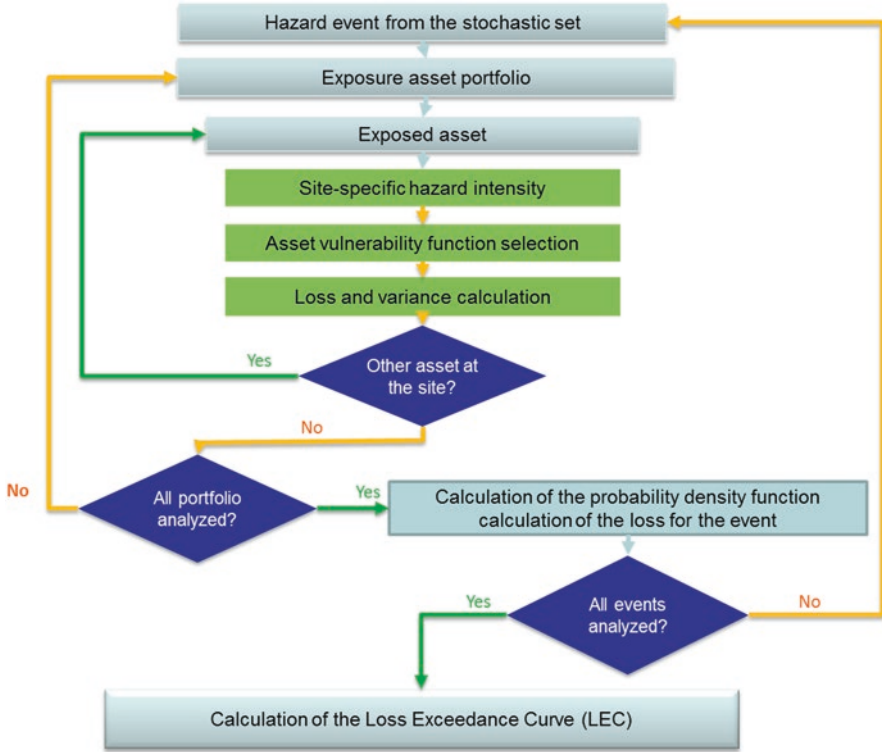 Hazard event from the stochastic set
Exposure asset portfolio
Exposed asset
Site-specific hazard intensity
Asset vulnerability function selection
Loss and variance calculation
Yes
Other asset at
the site?
No
No
All portfolio
analyzed?
Yes
Calculation of the probability density function
calculation of the loss for the event
Yes
All events
analyzed?
No
Calculation of the Loss Exceedance Curve (LEC)